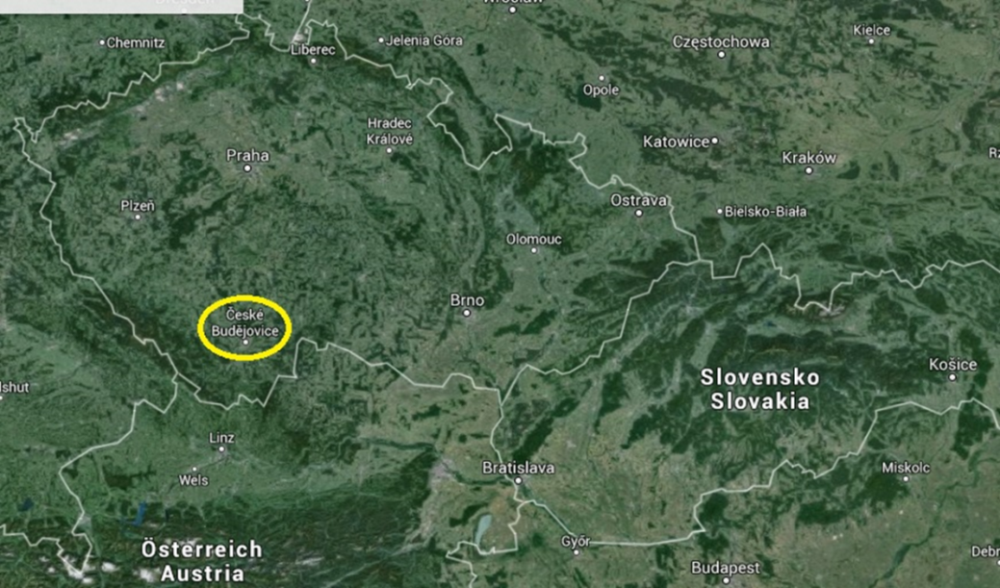 Wrocław
Chemnitz
Liberec
Jelenia Góra
Częstochowa
Kielce
Opole
Hradec
Králové
Praha
Katowice
Kraków
Plzeň
Ostrava
Bielsko-Biała
Olomouc
Brno
České
Budějovice
Slovensko
Slovakia
Košice
Linz
Wels
Bratislava
Miskolc
Österreich
Austria
Győr
Budapest